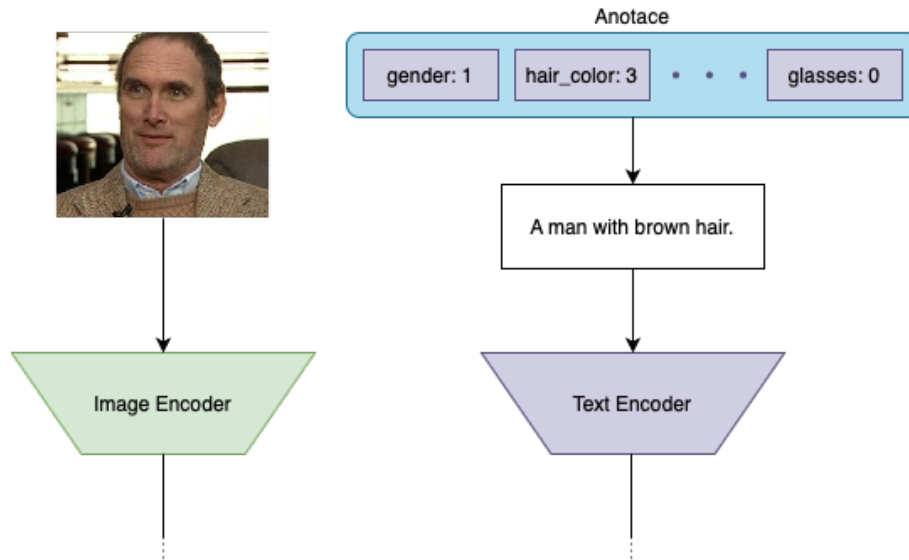 Anotace
gender: 1
hair_color: 3
glasses: 0
A man with brown hair.
Image Encoder
Text Encoder